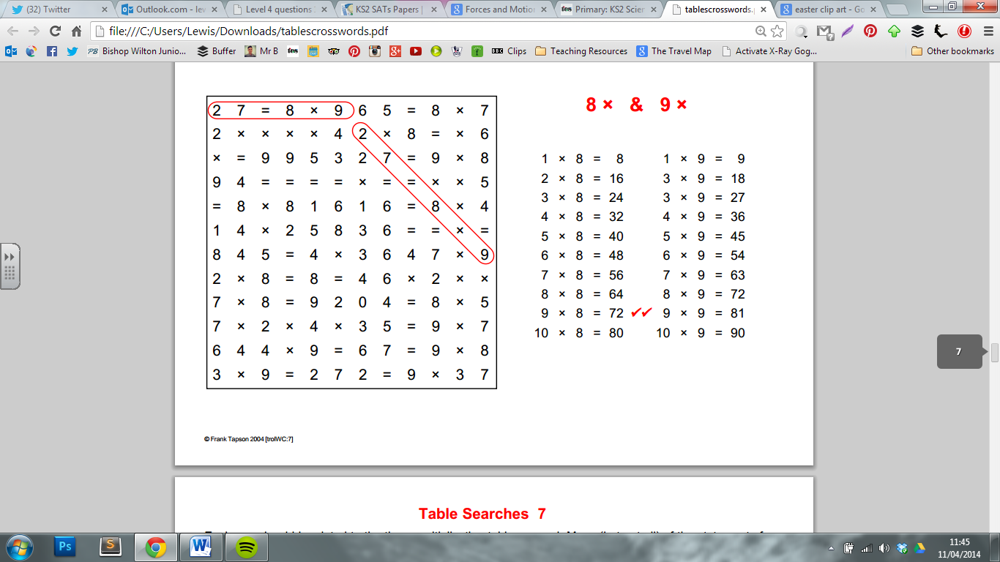 (32) Twitter Outlook.com - lev Level 4 questions KS2 SATs Papers | Forces and Motion tes Primary: KS2 Scien tablescrosswords.p easter clip art - Go
file:///C:/Users/Lewis/Downloads/tablescrosswords.pdf
PB Bishop Wilton Junio... Buffer Mr B tes BBC Clips Teaching Resources The Travel Map Activate X-Ray Gog... Other bookmarks
8 × & 9 ×
2 7 = 8 × 9 6 5 = 8 × 7
2 × × × × 4 2 × 8 = × 6
× = 9 9 5 3 2 7 = 9 × 8
9 4 = = = = × = = × × 5
= 8 × 8 1 6 1 6 = 8 × 4
1 4 × 2 5 8 3 6 = = × =
8 4 5 = 4 × 3 6 4 7 × 9
2 × 8 = 8 = 4 6 × 2 × ×
7 × 8 = 9 2 0 4 = 8 × 5
7 × 2 × 4 × 3 5 = 9 × 7
6 4 4 × 9 = 6 7 = 9 × 8
3 × 9 = 2 7 2 = 9 × 3 7
1 × 8 = 8 1 × 9 = 9
2 × 8 = 16 3 × 9 = 18
3 × 8 = 24 3 × 9 = 27
4 × 8 = 32 4 × 9 = 36
5 × 8 = 40 5 × 9 = 45
6 × 8 = 48 6 × 9 = 54
7 × 8 = 56 7 × 9 = 63
8 × 8 = 64 8 × 9 = 72
9 × 8 = 72 ✓✓ 9 × 9 = 81
10 × 8 = 80 10 × 9 = 90
7
© Frank Tapson 2004 [trolWC:7]
Table Searches 7
Ps S W
11:45
11/04/2014